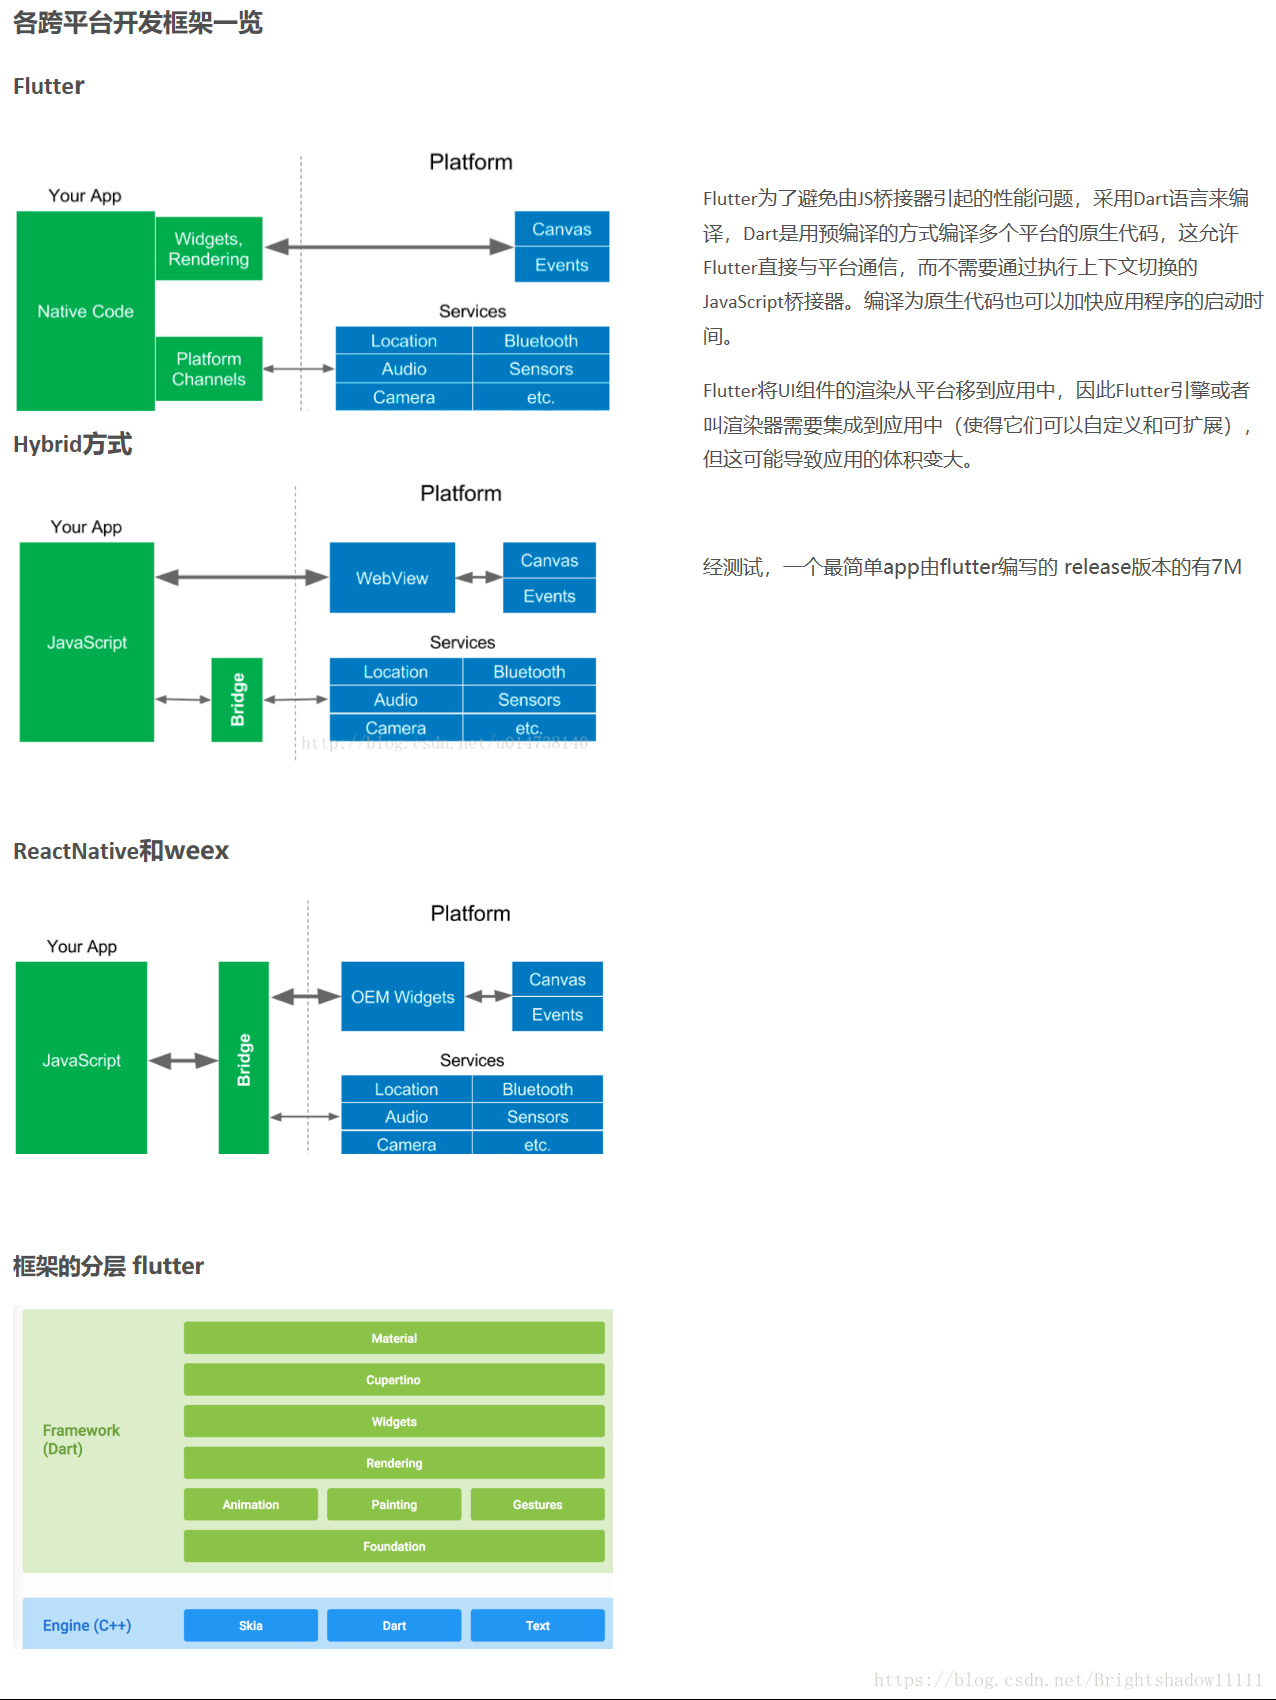 各跨平台开发框架一览
Flutter
Platform
Your App
Native Code
Widgets,
Rendering
Canvas
Events
Services
Platform
Channels
Location
Bluetooth
Audio
Sensors
Camera
etc.
Flutter为了避免由JS桥接器引起的性能问题，采用Dart语言来编
译，Dart是用预编译的方式编译多个平台的原生代码，这允许
Flutter直接与平台通信，而不需要通过执行上下文切换的
JavaScript桥接器。编译为原生代码也可以加快应用程序的启动时
间。
Flutter将UI组件的渲染从平台移到应用中，因此Flutter引擎或者
叫渲染器需要集成到应用中（使得它们可以自定义和可扩展），
但这可能导致应用的体积变大。
经测试，一个最简单app由flutter编写的 release版本的有7M
Hybrid方式
Platform
Your App
JavaScript
WebView
Canvas
Events
Services
Bridge
Location
Bluetooth
Audio
Sensors
Camera
etc.
http://blog.csdn.net/u014738140
ReactNative和weex
Platform
Your App
JavaScript
Bridge
OEM Widgets
Canvas
Events
Services
Location
Bluetooth
Audio
Sensors
Camera
etc.
框架的分层 flutter
Framework
(Dart)
Material
Cupertino
Widgets
Rendering
Animation
Painting
Gestures
Foundation
Engine (C++)
Skia
Dart
Text
https://blog.csdn.net/Brightshadow11111